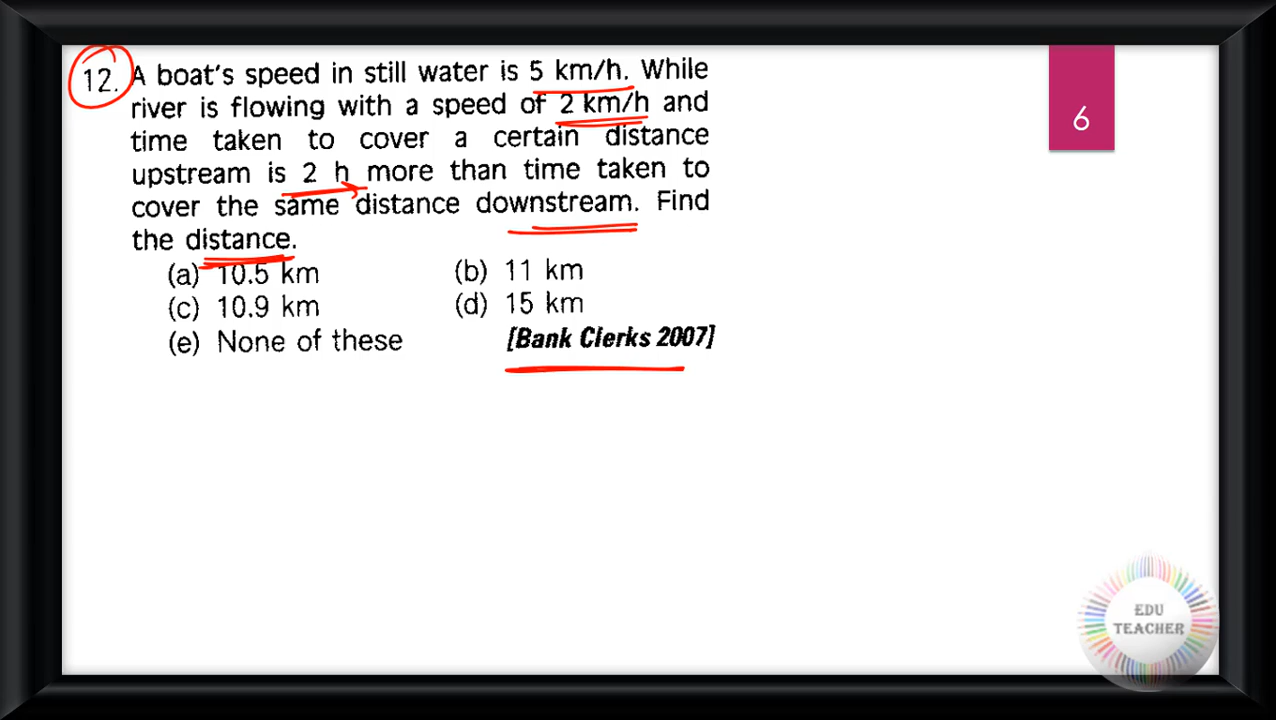 12. A boat's speed in still water is 5 km/h. While
river is flowing with a speed of 2 km/h and
time taken to cover a certain distance
upstream is 2 h more than time taken to
cover the same distance downstream. Find
the distance.
(a) 10.5 km (b) 11 km
(c) 10.9 km (d) 15 km
(e) None of these [Bank Clerks 2007]
6
EDU
TEACHER